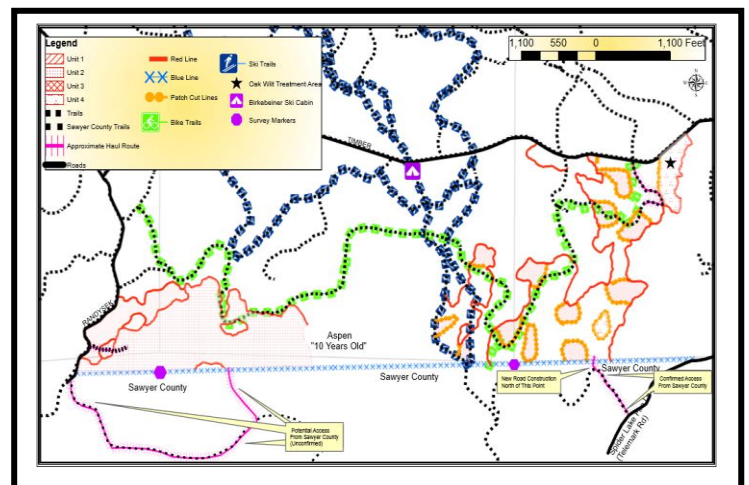 Legend
Unit 1
Unit 2
Unit 3
Unit 4
Trails
Sawyer County Trails
Approximate Haul Route
Roads
Red Line
Blue Line
Patch Cut Lines
Bike Trails
Ski Trails
Oak Wilt Treatment Area
Birkebeiner Ski Cabin
Survey Markers
1,100 550 0 1,100 Feet
N
W E
S
TIMBER
RANDYSEK
Aspen
"10 Years Old"
Sawyer County
Sawyer County
Sawyer County
New Road Construction
North of This Point
Confirmed Access
From Sawyer County
Potential Access
From Sawyer County
(Unconfirmed)
Spider Lake
(Telemark Rd)